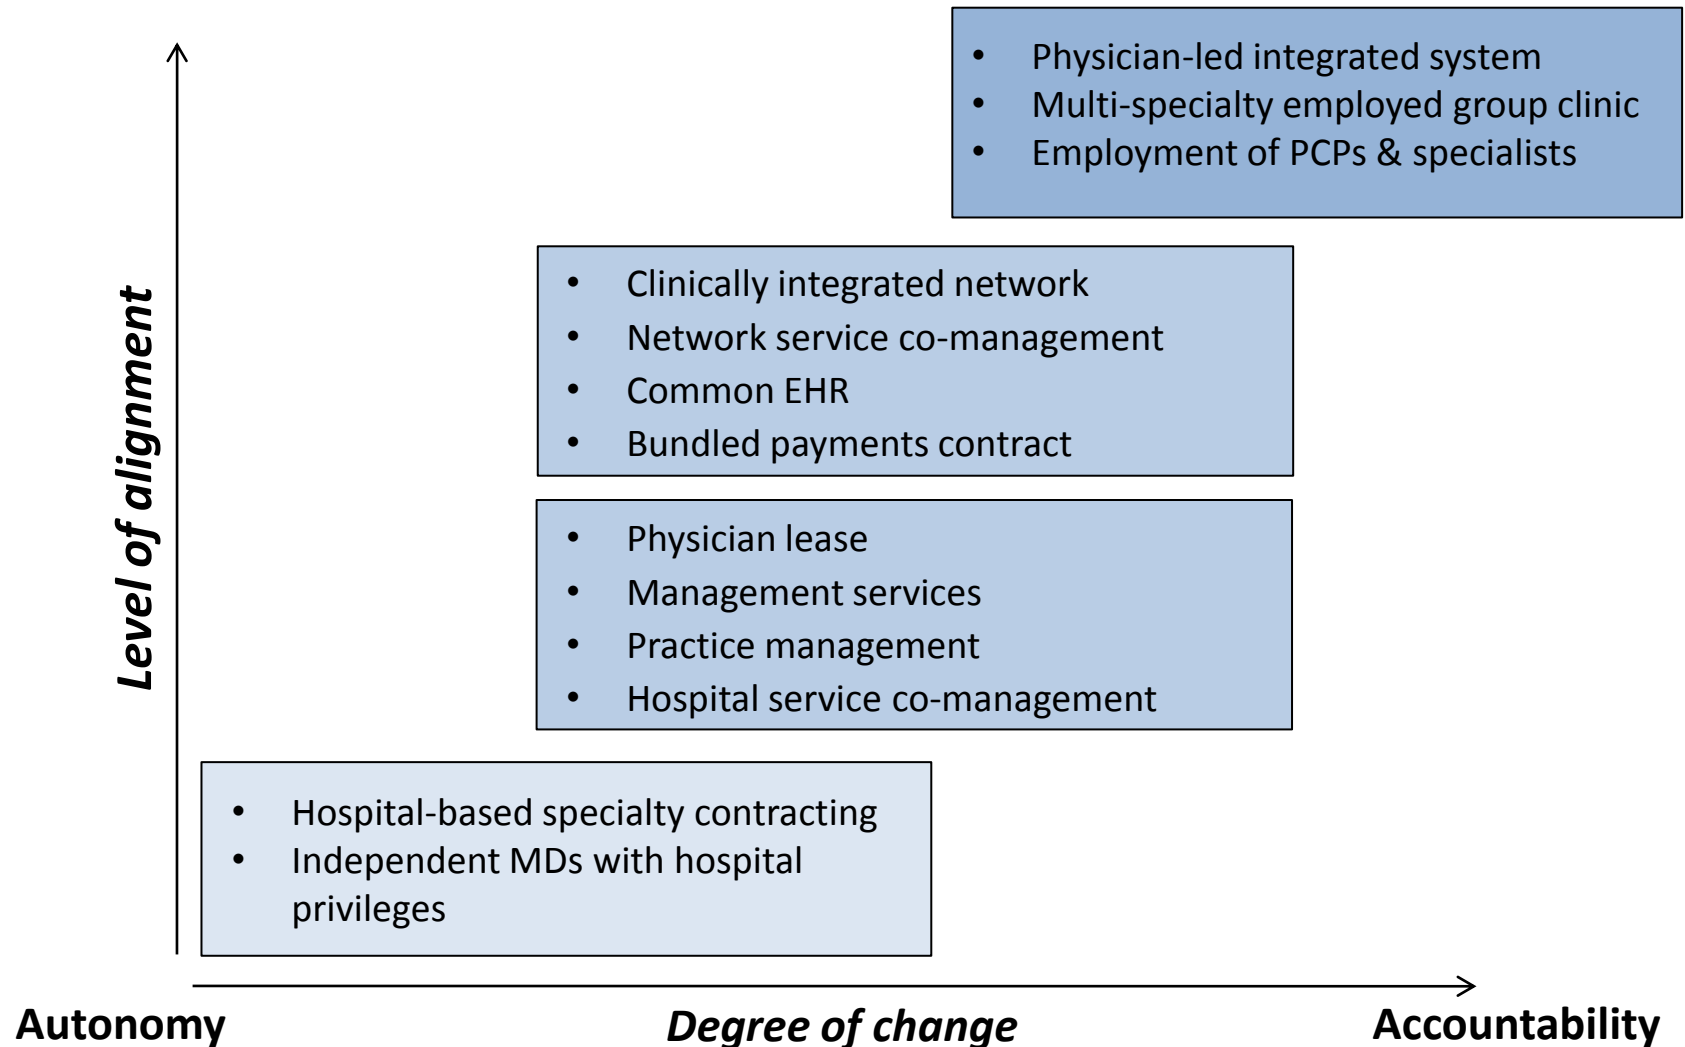 • Physician-led integrated system
• Multi-specialty employed group clinic
• Employment of PCPs & specialists
• Clinically integrated network
• Network service co-management
• Common EHR
• Bundled payments contract
Level of alignment
• Physician lease
• Management services
• Practice management
• Hospital service co-management
• Hospital-based specialty contracting
• Independent MDs with hospital
privileges
Autonomy
Degree of change
Accountability